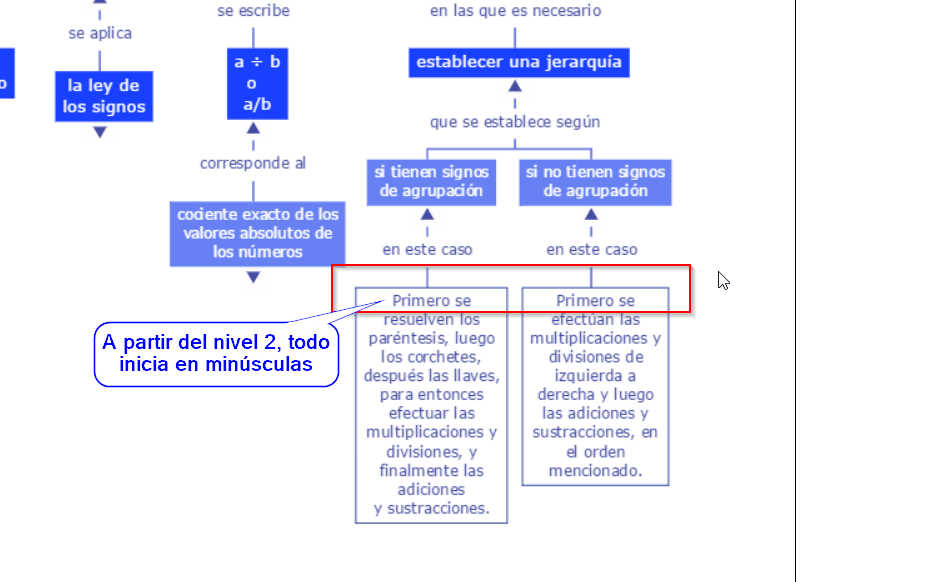 se escribe
en las que es necesario
se aplica
o
la ley de
los signos
a ÷ b
o
a/b
establecer una jerarquía
que se establece según
corresponde al
si tienen signos
de agrupación
si no tienen signos
de agrupación
cociente exacto de los
valores absolutos de
los números
en este caso
en este caso
A partir del nivel 2, todo
inicia en minúsculas
Primero se
resuelven los
paréntesis, luego
los corchetes,
después las llaves,
para entonces
efectuar las
multiplicaciones y
divisiones, y
finalmente las
adiciones
y sustracciones.
Primero se
efectúan las
multiplicaciones y
divisiones de
izquierda a
derecha y luego
las adiciones y
sustracciones, en
el orden
mencionado.